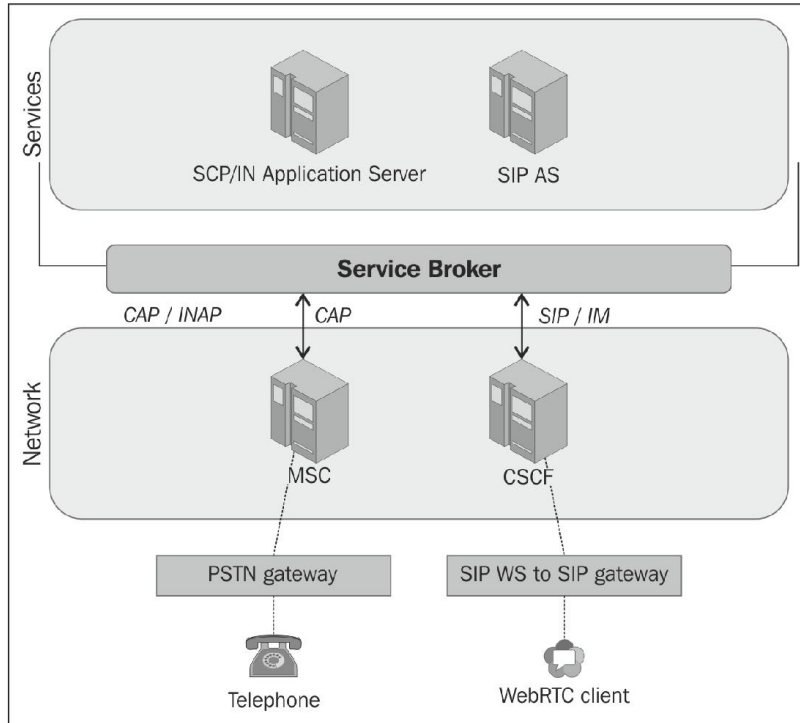 Services
SCP/IN Application Server
SIP AS
Service Broker
CAP / INAP
CAP
SIP / IM
Network
MSC
CSCF
PSTN gateway
SIP WS to SIP gateway
Telephone
WebRTC client